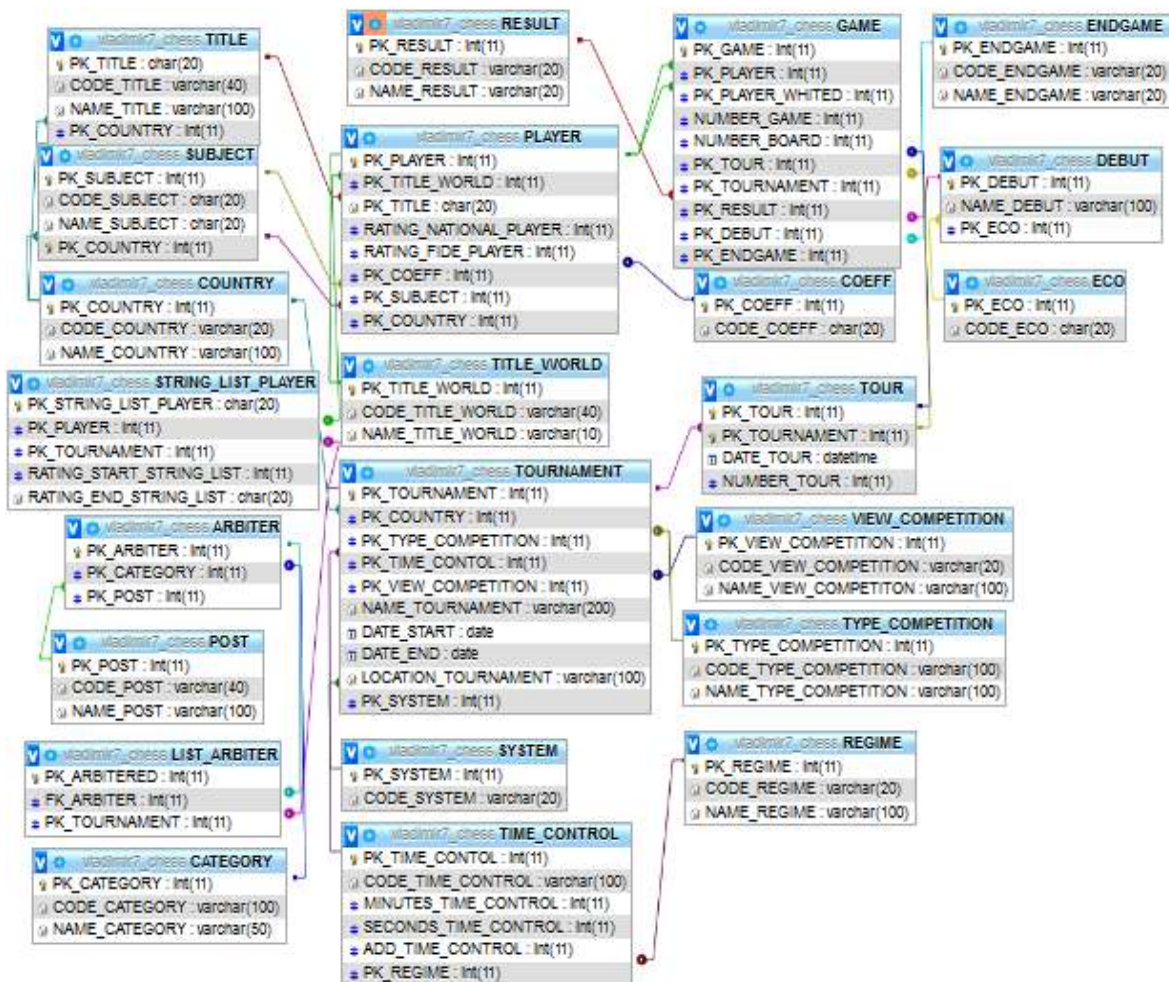 vladimir7_chess TITLE
PK_TITLE : char(20)
CODE_TITLE : varchar(40)
NAME_TITLE : varchar(100)
PK_COUNTRY : int(11)
vladimir7_chess SUBJECT
PK_SUBJECT : int(11)
CODE_SUBJECT : char(20)
NAME_SUBJECT : char(20)
PK_COUNTRY : int(11)
vladimir7_chess COUNTRY
PK_COUNTRY : int(11)
CODE_COUNTRY : varchar(20)
NAME_COUNTRY : varchar(100)
vladimir7_chess STRING_LIST_PLAYER
PK_STRING_LIST_PLAYER : char(20)
PK_PLAYER : int(11)
PK_TOURNAMENT : int(11)
RATING_START_STRING_LIST : int(11)
RATING_END_STRING_LIST : char(20)
vladimir7_chess ARBITER
PK_ARBITER : int(11)
PK_CATEGORY : int(11)
PK_POST : int(11)
vladimir7_chess POST
PK_POST : int(11)
CODE_POST : varchar(40)
NAME_POST : varchar(100)
vladimir7_chess LIST_ARBITER
PK_ARBITERED : int(11)
FK_ARBITER : int(11)
PK_TOURNAMENT : int(11)
vladimir7_chess CATEGORY
PK_CATEGORY : int(11)
CODE_CATEGORY : varchar(100)
NAME_CATEGORY : varchar(50)
vladimir7_chess RESULT
PK_RESULT : int(11)
CODE_RESULT : varchar(20)
NAME_RESULT : varchar(20)
vladimir7_chess PLAYER
PK_PLAYER : int(11)
PK_TITLE_WORLD : int(11)
PK_TITLE : char(20)
RATING_NATIONAL_PLAYER : int(11)
RATING_FIDE_PLAYER : int(11)
PK_COEFF : int(11)
PK_SUBJECT : int(11)
PK_COUNTRY : int(11)
vladimir7_chess TITLE_WORLD
PK_TITLE_WORLD : int(11)
CODE_TITLE_WORLD : varchar(40)
NAME_TITLE_WORLD : varchar(10)
vladimir7_chess TOURNAMENT
PK_TOURNAMENT : int(11)
PK_COUNTRY : int(11)
PK_TYPE_COMPETITION : int(11)
PK_TIME_CONTOL : int(11)
PK_VIEW_COMPETITION : int(11)
NAME_TOURNAMENT : varchar(200)
DATE_START : date
DATE_END : date
LOCATION_TOURNAMENT : varchar(100)
PK_SYSTEM : int(11)
vladimir7_chess SYSTEM
PK_SYSTEM : int(11)
CODE_SYSTEM : varchar(20)
vladimir7_chess TIME_CONTROL
PK_TIME_CONTOL : int(11)
CODE_TIME_CONTROL : varchar(100)
MINUTES_TIME_CONTROL : int(11)
SECONDS_TIME_CONTROL : int(11)
ADD_TIME_CONTROL : int(11)
PK_REGIME : int(11)
vladimir7_chess GAME
PK_GAME : int(11)
PK_PLAYER : int(11)
PK_PLAYER_WHITED : int(11)
NUMBER_GAME : int(11)
NUMBER_BOARD : int(11)
PK_TOUR : int(11)
PK_TOURNAMENT : int(11)
PK_RESULT : int(11)
PK_DEBUT : int(11)
PK_ENDGAME : int(11)
vladimir7_chess COEFF
PK_COEFF : int(11)
CODE_COEFF : char(20)
vladimir7_chess TOUR
PK_TOUR : int(11)
PK_TOURNAMENT : int(11)
DATE_TOUR : datetime
NUMBER_TOUR : int(11)
vladimir7_chess VIEW_COMPETITION
PK_VIEW_COMPETITION : int(11)
CODE_VIEW_COMPETITION : varchar(20)
NAME_VIEW_COMPETITION : varchar(100)
vladimir7_chess TYPE_COMPETITION
PK_TYPE_COMPETITION : int(11)
CODE_TYPE_COMPETITION : varchar(100)
NAME_TYPE_COMPETITION : varchar(100)
vladimir7_chess REGIME
PK_REGIME : int(11)
CODE_REGIME : varchar(20)
NAME_REGIME : varchar(100)
vladimir7_chess ENDGAME
PK_ENDGAME : int(11)
CODE_ENDGAME : varchar(20)
NAME_ENDGAME : varchar(20)
vladimir7_chess DEBUT
PK_DEBUT : int(11)
NAME_DEBUT : varchar(100)
PK_ECO : int(11)
vladimir7_chess ECO
PK_ECO : int(11)
CODE_ECO : char(20)